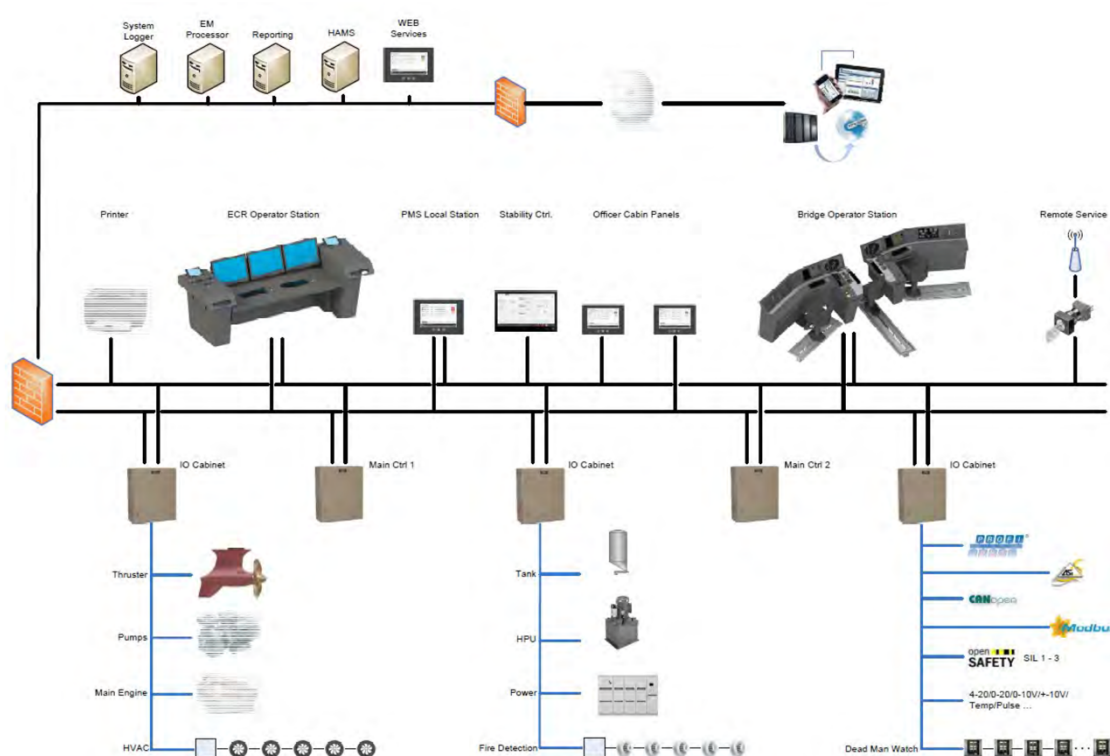 System
Logger
EM
Processor
Reporting
HAMS
WEB
Services
Printer
ECR Operator Station
PMS Local Station
Stability Ctrl.
Officer Cabin Panels
Bridge Operator Station
Remote Service
IO Cabinet
Main Ctrl 1
IO Cabinet
Main Ctrl 2
IO Cabinet
Thruster
Pumps
Main Engine
HVAC
Tank
HPU
Power
Fire Detection
PROFI
BUS
CANopen
Modbu
open
SAFETY SIL 1 - 3
4-20/0-20/0-10V/+-10V/
Temp/Pulse ...
Dead Man Watch